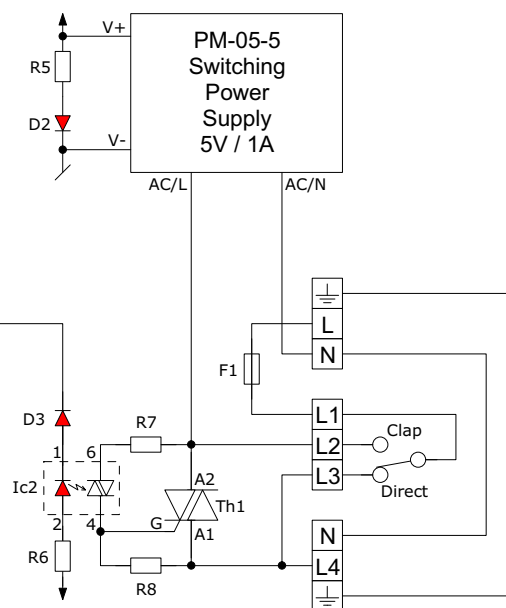 V+
PM-05-5
Switching
Power
Supply
5V / 1A
R5
D2
V-
AC/L
AC/N
L
N
F1
L1
Clap
L2
L3
Direct
D3
R7
1
6
A2
Ic2
Th1
2
4
G
A1
R6
R8
N
L4